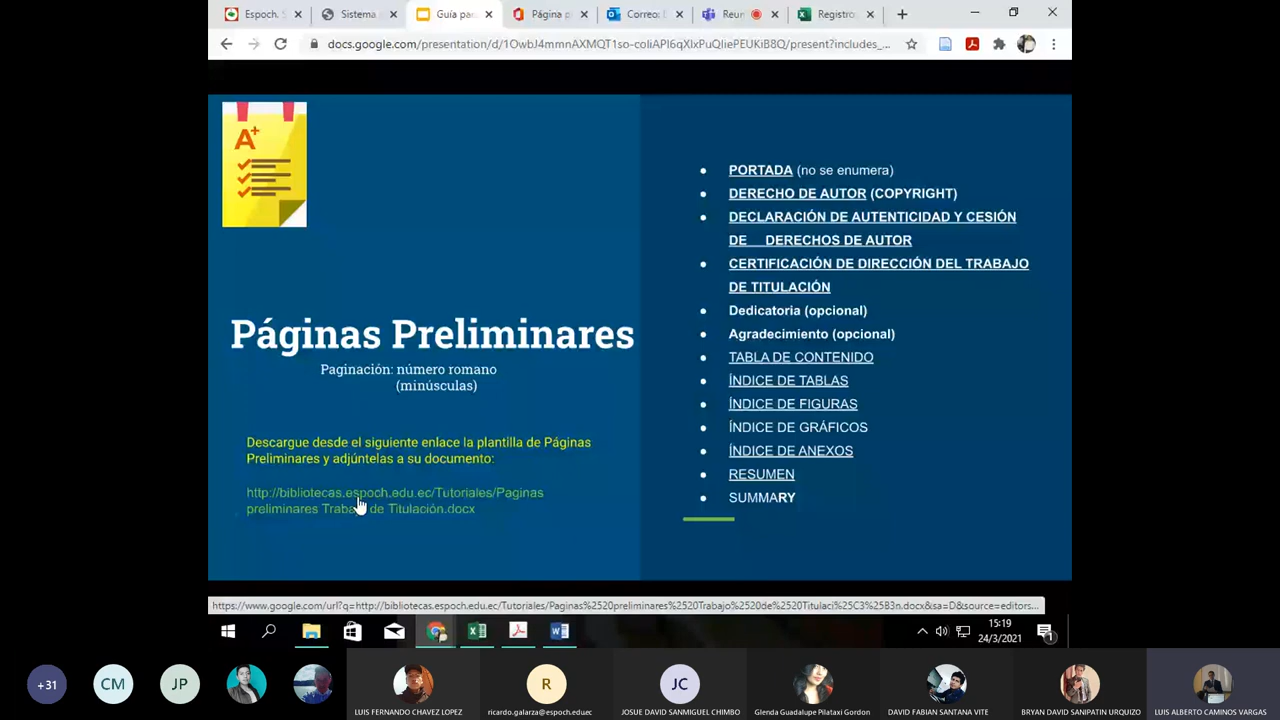 Espoch. S
Sistema
Guía par
Página p
Correo: E
Reun
Registro
docs.google.com/presentation/d/1OwbJ4mmnAXMQT1so-coIiAPI6qXlxPuQIiePEUKiB8Q/present?includes_...
A+
Páginas Preliminares
Paginación: número romano
(minúsculas)
Descargue desde el siguiente enlace la plantilla de Páginas
Preliminares y adjúntelas a su documento:
http://bibliotecas.espoch.edu.ec/Tutoriales/Paginas
preliminares Trabajo de Titulación.docx
• PORTADA (no se enumera)
• DERECHO DE AUTOR (COPYRIGHT)
• DECLARACIÓN DE AUTENTICIDAD Y CESIÓN
DE DERECHOS DE AUTOR
• CERTIFICACIÓN DE DIRECCIÓN DEL TRABAJO
DE TITULACIÓN
• Dedicatoria (opcional)
• Agradecimiento (opcional)
• TABLA DE CONTENIDO
• ÍNDICE DE TABLAS
• ÍNDICE DE FIGURAS
• ÍNDICE DE GRÁFICOS
• ÍNDICE DE ANEXOS
• RESUMEN
• SUMMARY
https://www.google.com/url?q=http://bibliotecas.espoch.edu.ec/Tutoriales/Paginas%2520preliminares%2520Trabajo%2520de%2520Titulaci%25C3%25B3n.docx&sa=D&source=editors...
15:19
24/3/2021
1
+31
CM
JP
R
JC
LUIS FERNANDO CHAVEZ LOPEZ
ricardo.galarza@espoch.edu.ec
JOSUE DAVID SANMIGUEL CHIMBO
Glenda Guadalupe Pilataxi Gordon
DAVID FABIAN SANTANA VITE
BRYAN DAVID SANIPATIN URQUIZO
LUIS ALBERTO CAMINOS VARGAS